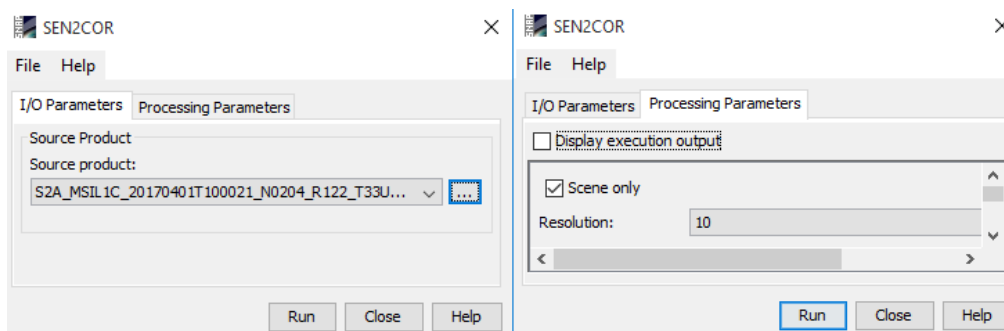 SEN2COR
File Help
I/O Parameters Processing Parameters
Source Product
Source product:
S2A_MSIL1C_20170401T100021_N0204_R122_T33U... ...
Run Close Help
SEN2COR
File Help
I/O Parameters Processing Parameters
Display execution output
Scene only
Resolution: 10
Run Close Help